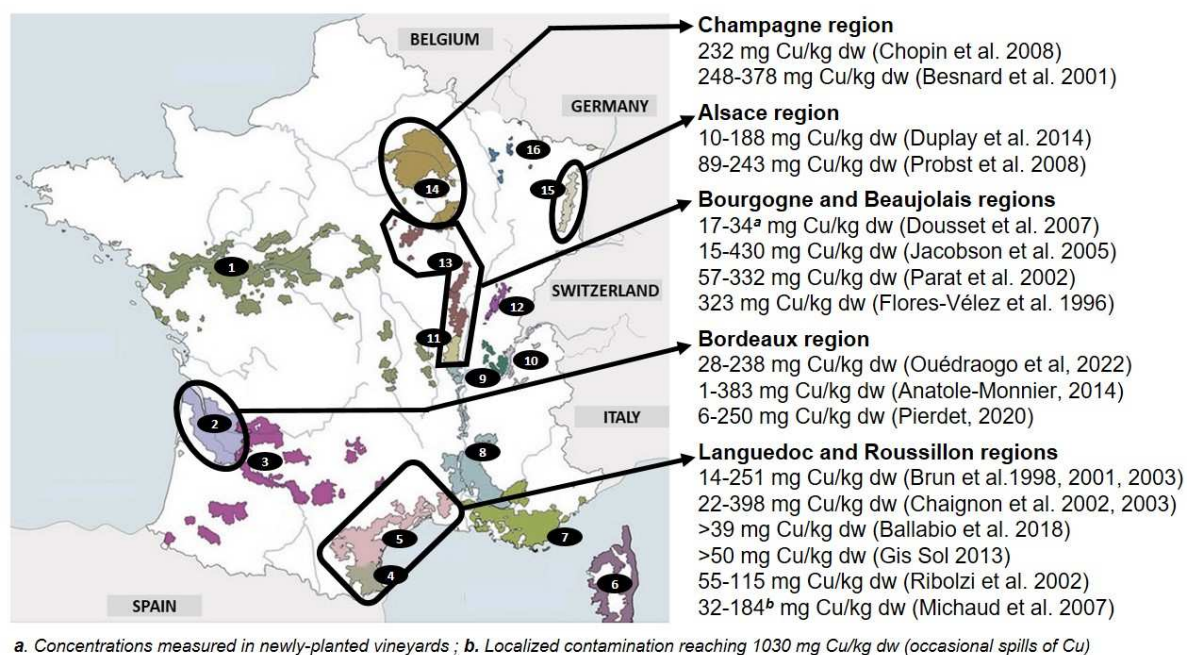 BELGIUM
GERMANY
SWITZERLAND
ITALY
SPAIN
1
2
3
4
5
6
7
8
9
10
11
12
13
14
15
16
Champagne region
232 mg Cu/kg dw (Chopin et al. 2008)
248-378 mg Cu/kg dw (Besnard et al. 2001)
Alsace region
10-188 mg Cu/kg dw (Duplay et al. 2014)
89-243 mg Cu/kg dw (Probst et al. 2008)
Bourgogne and Beaujolais regions
17-34a mg Cu/kg dw (Dousset et al. 2007)
15-430 mg Cu/kg dw (Jacobson et al. 2005)
57-332 mg Cu/kg dw (Parat et al. 2002)
323 mg Cu/kg dw (Flores-Vélez et al. 1996)
Bordeaux region
28-238 mg Cu/kg dw (Ouédraogo et al, 2022)
1-383 mg Cu/kg dw (Anatole-Monnier, 2014)
6-250 mg Cu/kg dw (Pierdet, 2020)
Languedoc and Roussillon regions
14-251 mg Cu/kg dw (Brun et al.1998, 2001, 2003)
22-398 mg Cu/kg dw (Chaignon et al. 2002, 2003)
>39 mg Cu/kg dw (Ballabio et al. 2018)
>50 mg Cu/kg dw (Gis Sol 2013)
55-115 mg Cu/kg dw (Ribolzi et al. 2002)
32-184b mg Cu/kg dw (Michaud et al. 2007)
a. Concentrations measured in newly-planted vineyards ; b. Localized contamination reaching 1030 mg Cu/kg dw (occasional spills of Cu)